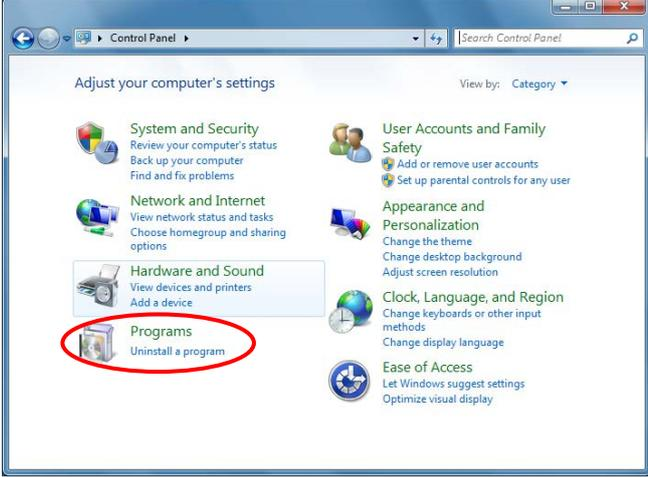 Control Panel
Search Control Panel
Adjust your computer's settings
View by: Category
System and Security
Review your computer's status
Back up your computer
Find and fix problems
Network and Internet
View network status and tasks
Choose homegroup and sharing
options
Hardware and Sound
View devices and printers
Add a device
Programs
Uninstall a program
User Accounts and Family
Safety
Add or remove user accounts
Set up parental controls for any user
Appearance and
Personalization
Change the theme
Change desktop background
Adjust screen resolution
Clock, Language, and Region
Change keyboards or other input
methods
Change display language
Ease of Access
Let Windows suggest settings
Optimize visual display